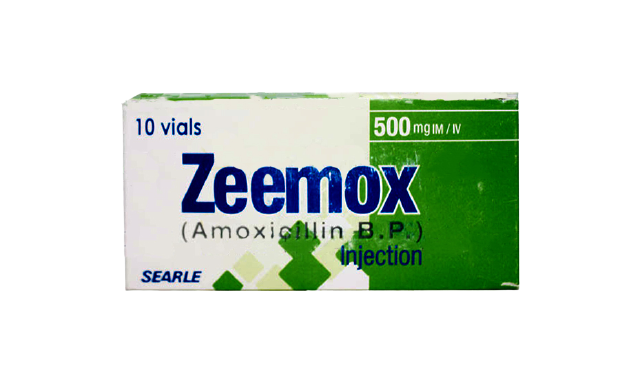 10 vials
500 mg IM / IV
Zeemox
(Amoxicillin B.P.)
Injection
SEARLE